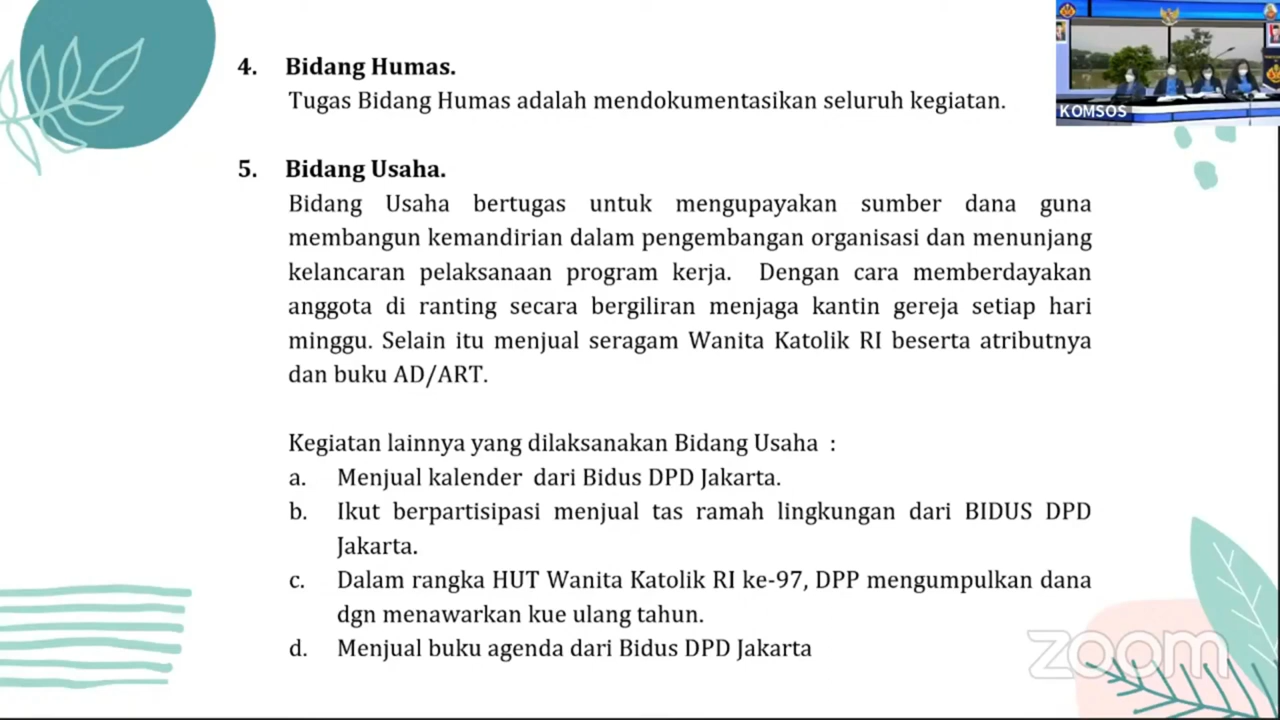 4. Bidang Humas.
Tugas Bidang Humas adalah mendokumentasikan seluruh kegiatan.
KOMSOS
5. Bidang Usaha.
Bidang Usaha bertugas untuk mengupayakan sumber dana guna
membangun kemandirian dalam pengembangan organisasi dan menunjang
kelancaran pelaksanaan program kerja. Dengan cara memberdayakan
anggota di ranting secara bergiliran menjaga kantin gereja setiap hari
minggu. Selain itu menjual seragam Wanita Katolik RI beserta atributnya
dan buku AD/ART.
Kegiatan lainnya yang dilaksanakan Bidang Usaha :
a. Menjual kalender dari Bidus DPD Jakarta.
b. Ikut berpartisipasi menjual tas ramah lingkungan dari BIDUS DPD
Jakarta.
c. Dalam rangka HUT Wanita Katolik RI ke-97, DPP mengumpulkan dana
dgn menawarkan kue ulang tahun.
d. Menjual buku agenda dari Bidus DPD Jakarta
zoom